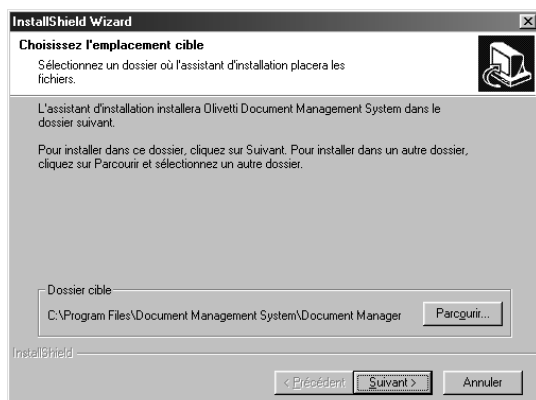 InstallShield Wizard
Choisissez l'emplacement cible
Sélectionnez un dossier où l'assistant d'installation placera les
fichiers.
L'assistant d'installation installera Olivetti Document Management System dans le
dossier suivant.
Pour installer dans ce dossier, cliquez sur Suivant. Pour installer dans un autre dossier,
cliquez sur Parcourir et sélectionnez un autre dossier.
Dossier cible
C:\Program Files\Document Management System\Document Manager
Parcourir...
InstallShield
< Précédent
Suivant >
Annuler